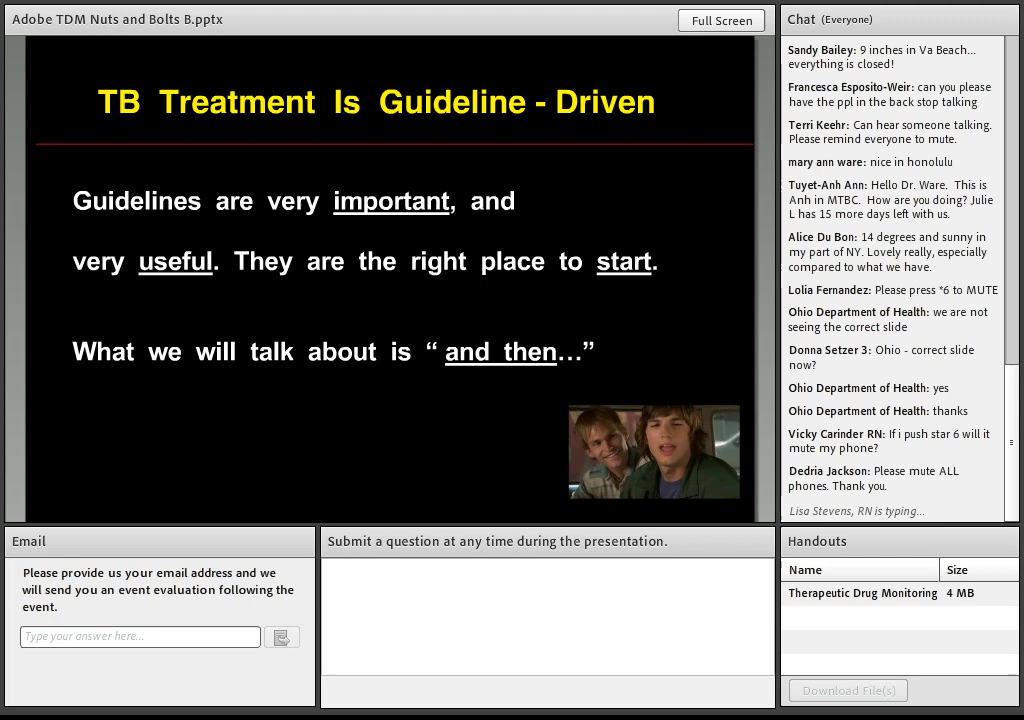 Adobe TDM Nuts and Bolts B.pptx
Full Screen
TB Treatment Is Guideline - Driven
Guidelines are very important, and
very useful. They are the right place to start.
What we will talk about is “ and then…”
Chat (Everyone)
Sandy Bailey: 9 inches in Va Beach...
everything is closed!
Francesca Esposito-Weir: can you please
have the ppl in the back stop talking
Terri Keehr: Can hear someone talking.
Please remind everyone to mute.
mary ann ware: nice in honolulu
Tuyet-Anh Ann: Hello Dr. Ware. This is
Anh in MTBC. How are you doing? Julie
L has 15 more days left with us.
Alice Du Bon: 14 degrees and sunny in
my part of NY. Lovely really, especially
compared to what we have.
Lolia Fernandez: Please press *6 to MUTE
Ohio Department of Health: we are not
seeing the correct slide
Donna Setzer 3: Ohio - correct slide
now?
Ohio Department of Health: yes
Ohio Department of Health: thanks
Vicky Carinder RN: If i push star 6 will it
mute my phone?
Dedria Jackson: Please mute ALL
phones. Thank you.
Lisa Stevens, RN is typing...
Email
Please provide us your email address and we
will send you an event evaluation following the
event.
Type your answer here...
Submit a question at any time during the presentation.
Handouts
Name Size
Therapeutic Drug Monitoring 4 MB
Download File(s)